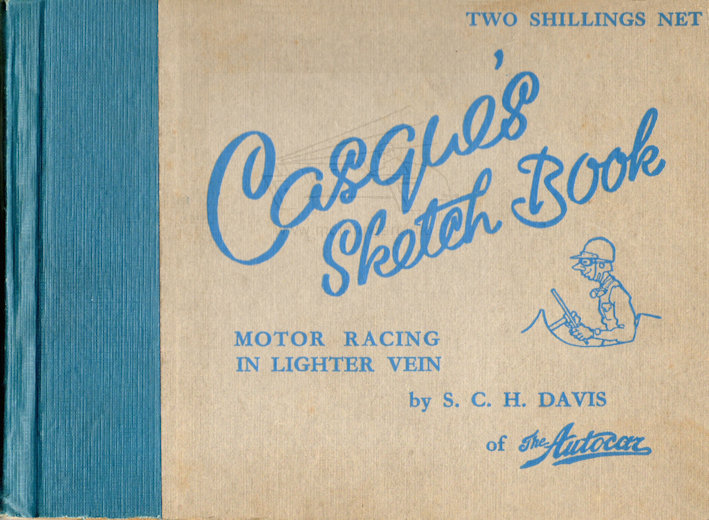 TWO SHILLINGS NET
Casque's
Sketch Book
MOTOR RACING
IN LIGHTER VEIN
by S. C. H. DAVIS
of The Autocar